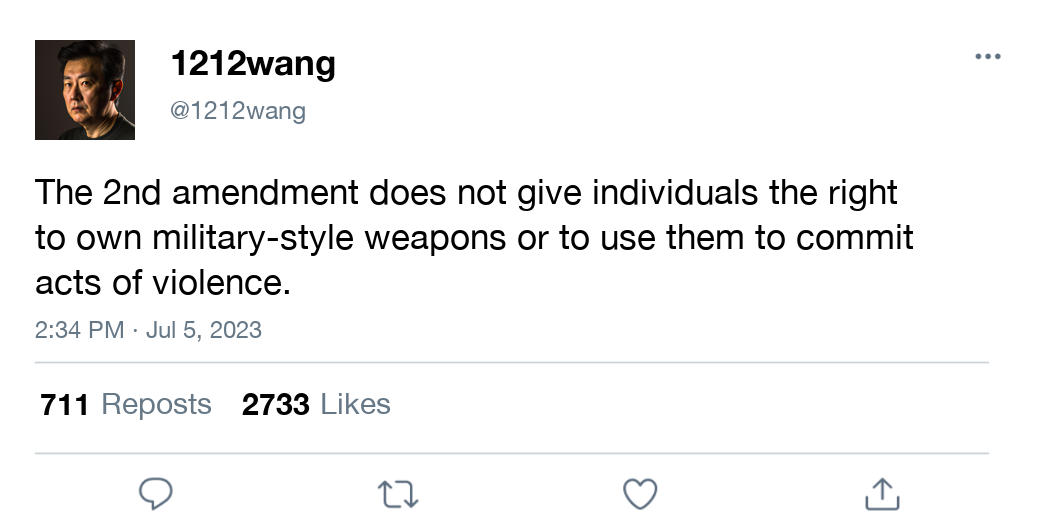 1212wang
@1212wang
The 2nd amendment does not give individuals the right
to own military-style weapons or to use them to commit
acts of violence.
2:34 PM · Jul 5, 2023
711 Reposts 2733 Likes